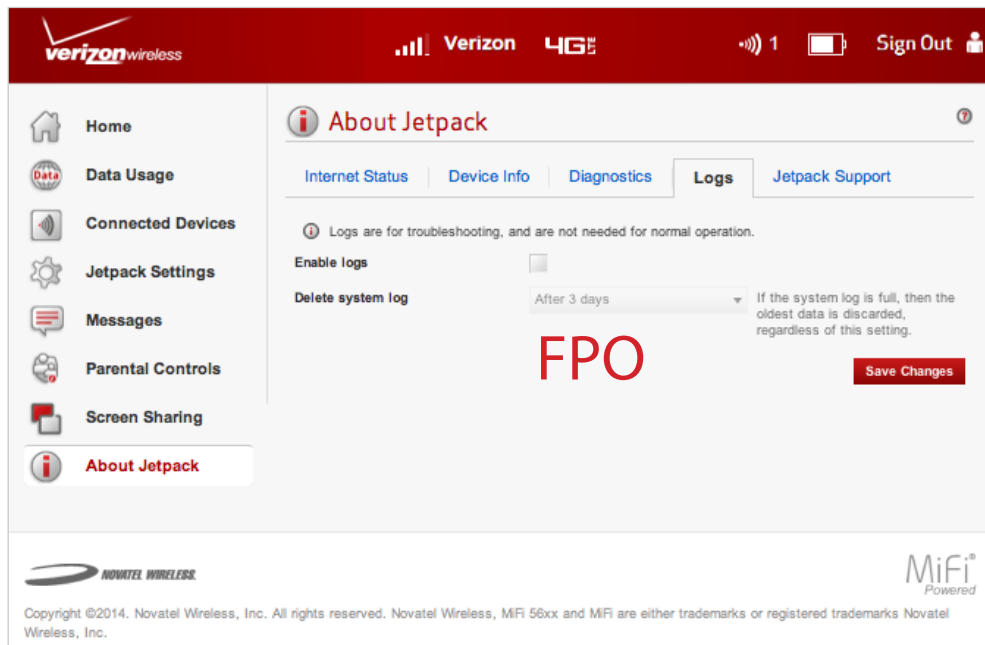 verizonwireless
Verizon 4G LTE
1
Sign Out
Home
Data Usage
Data
Connected Devices
Jetpack Settings
Messages
Parental Controls
Screen Sharing
About Jetpack
About Jetpack
?
Internet Status
Device Info
Diagnostics
Logs
Jetpack Support
Logs are for troubleshooting, and are not needed for normal operation.
Enable logs
Delete system log
After 3 days
If the system log is full, then the
oldest data is discarded,
regardless of this setting.
FPO
Save Changes
NOVATEL WIRELESS.
MiFi®
Powered
Copyright ©2014. Novatel Wireless, Inc. All rights reserved. Novatel Wireless, MiFi 56xx and MiFi are either trademarks or registered trademarks Novatel
Wireless, Inc.